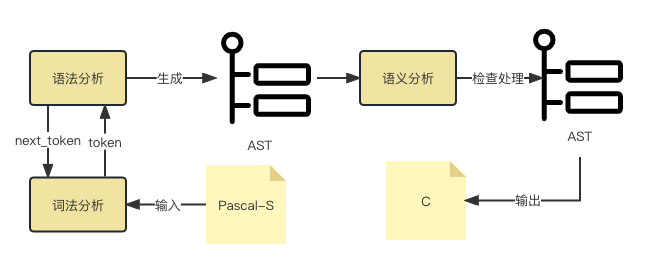 语法分析
生成
语义分析
检查处理
next_token
token
AST
AST
词法分析
输入
Pascal-S
C
输出